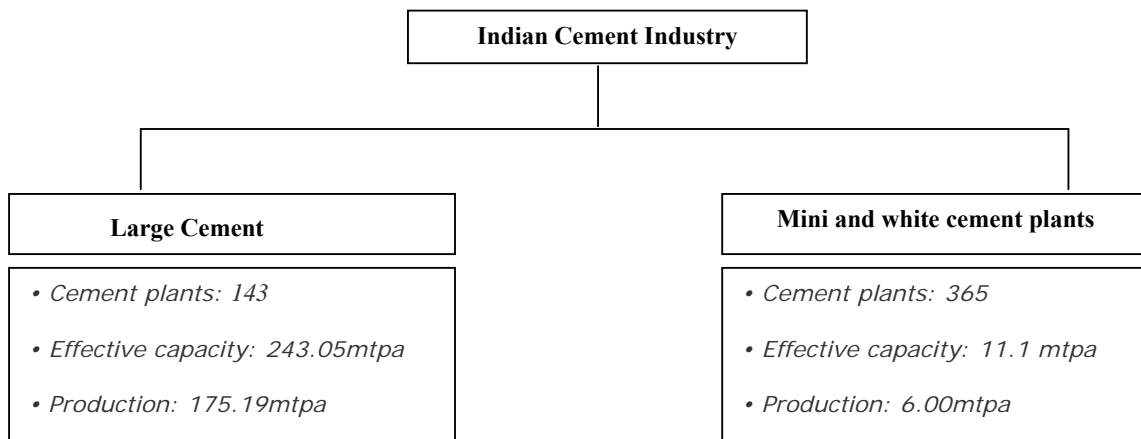 Indian Cement Industry
Large Cement
• Cement plants: 143
• Effective capacity: 243.05mtpa
• Production: 175.19mtpa
Mini and white cement plants
• Cement plants: 365
• Effective capacity: 11.1 mtpa
• Production: 6.00mtpa